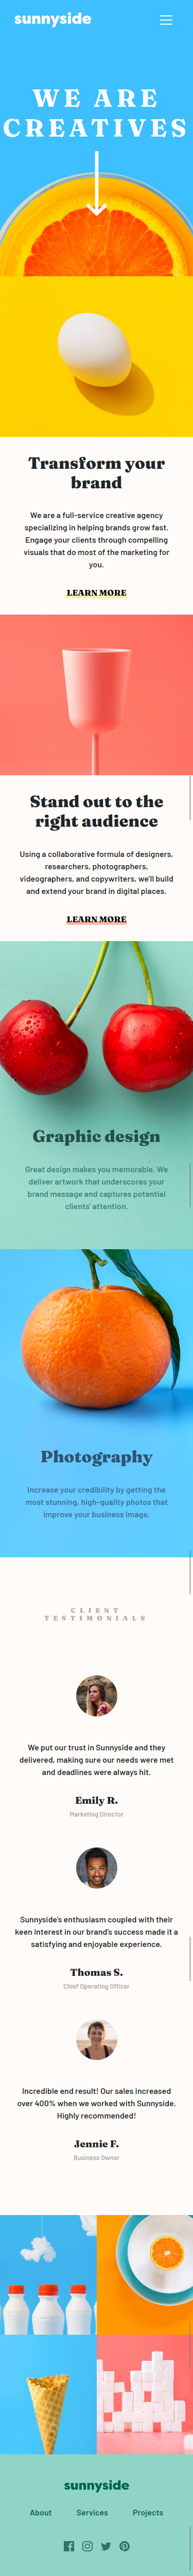 sunnyside
WE ARE
CREATIVES
Transform your
brand
We are a full-service creative agency
specializing in helping brands grow fast.
Engage your clients through compelling
visuals that do most of the marketing for
you.
LEARN MORE
Stand out to the
right audience
Using a collaborative formula of designers,
researchers, photographers,
videographers, and copywriters, we'll build
and extend your brand in digital places.
LEARN MORE
Graphic design
Great design makes you memorable. We
deliver artwork that underscores your
brand message and captures potential
clients' attention.
Photography
Increase your credibility by getting the
most stunning, high-quality photos that
improve your business image.
CLIENT
TESTIMONIALS
We put our trust in Sunnyside and they
delivered, making sure our needs were met
and deadlines were always hit.
Emily R.
Marketing Director
Sunnyside's enthusiasm coupled with their
keen interest in our brand's success made it a
satisfying and enjoyable experience.
Thomas S.
Chief Operating Officer
Incredible end result! Our sales increased
over 400% when we worked with Sunnyside.
Highly recommended!
Jennie F.
Business Owner
sunnyside
About Services Projects